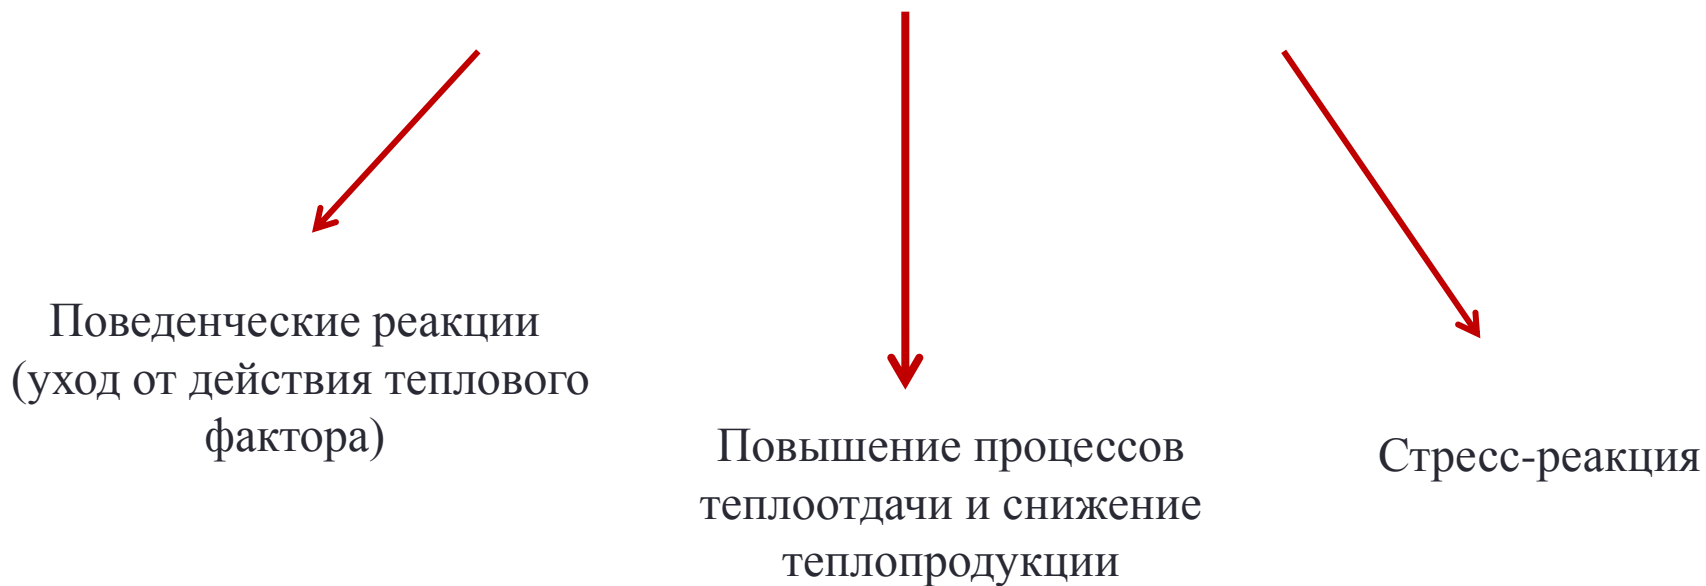 Поведенческие реакции
(уход от действия теплового
фактора)
Повышение процессов
теплоотдачи и снижение
теплопродукции
Стресс-реакция